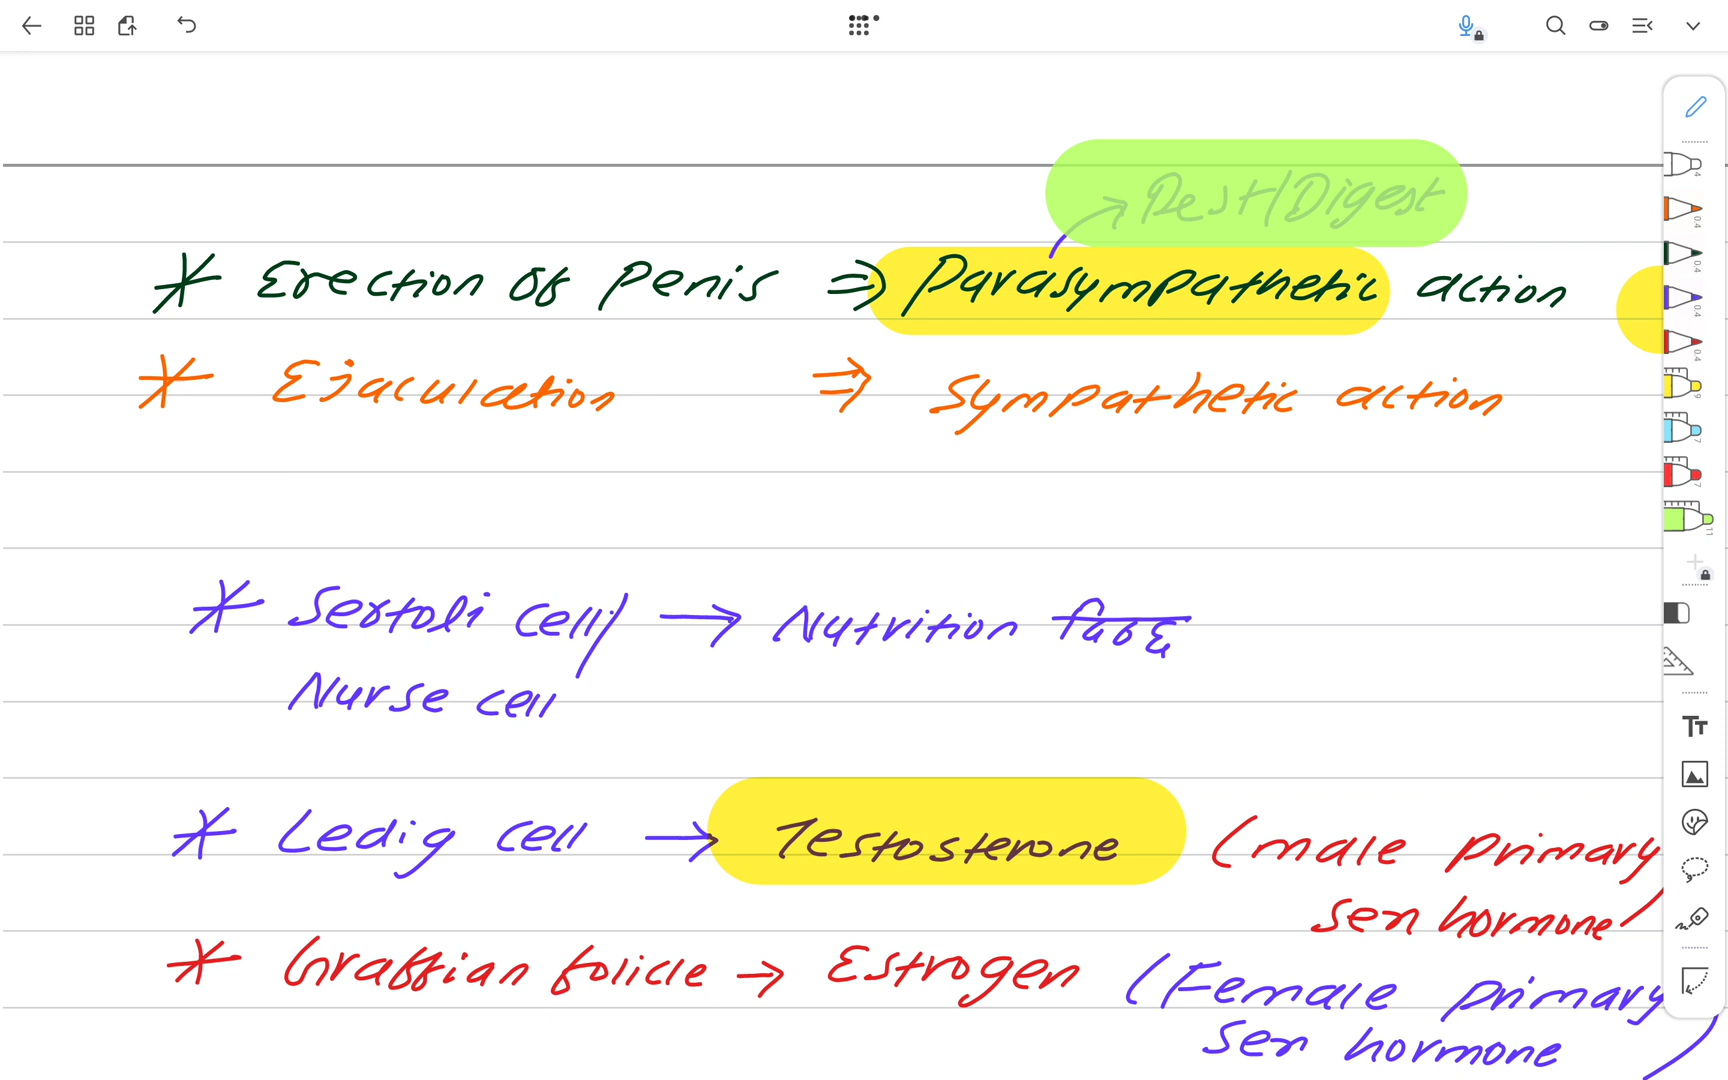 → Rest/Digest
* Erection of Penis ⇒ Parasympathetic action
* Ejaculation ⇒ Sympathetic action
* Sertoli cell/ → Nutrition
Nurse cell
* Ledig cell → Testosterone (male primary
sex hormone)
* Graffian folicle → Estrogen (Female primary
sex hormone)